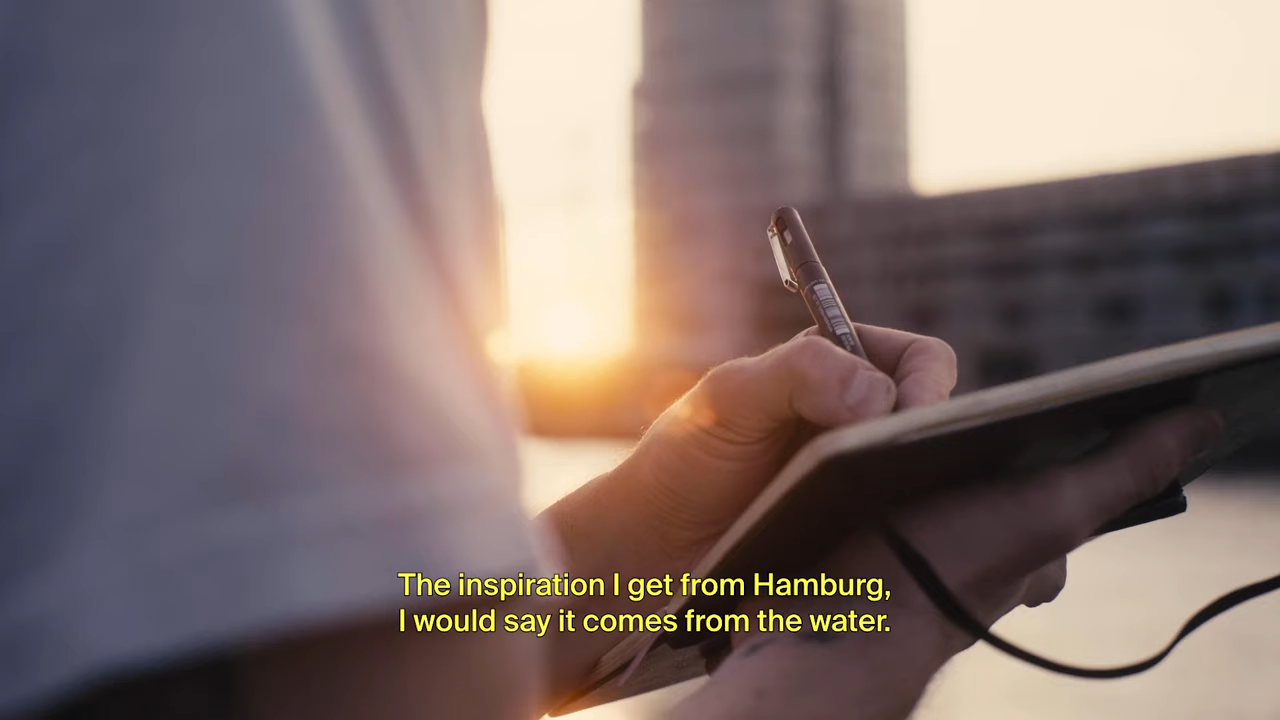 The inspiration I get from Hamburg,
I would say it comes from the water.